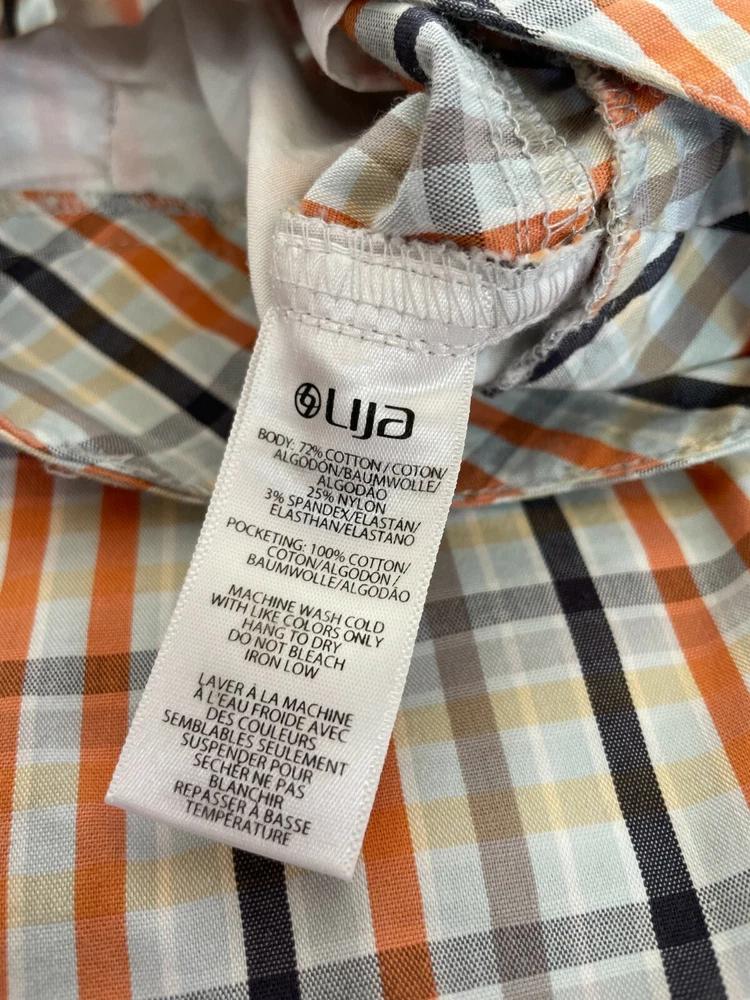 LIJA
BODY: 72% COTTON / COTON/
ALGODÓN/BAUMWOLLE/
ALGODÃO
25% NYLON
3% SPANDEX/ELASTAN/
ELASTHAN/ELASTANO
POCKETING: 100% COTTON/
COTON/ALGODÓN /
BAUMWOLLE/ALGODÃO
MACHINE WASH COLD
WITH LIKE COLORS ONLY
HANG TO DRY
DO NOT BLEACH
IRON LOW
LAVER À LA MACHINE
À L'EAU FROIDE AVEC
DES COULEURS
SEMBLABLES SEULEMENT
SUSPENDER POUR
SECHER NE PAS
BLANCHIR
REPASSER À BASSE
TEMPÉRATURE